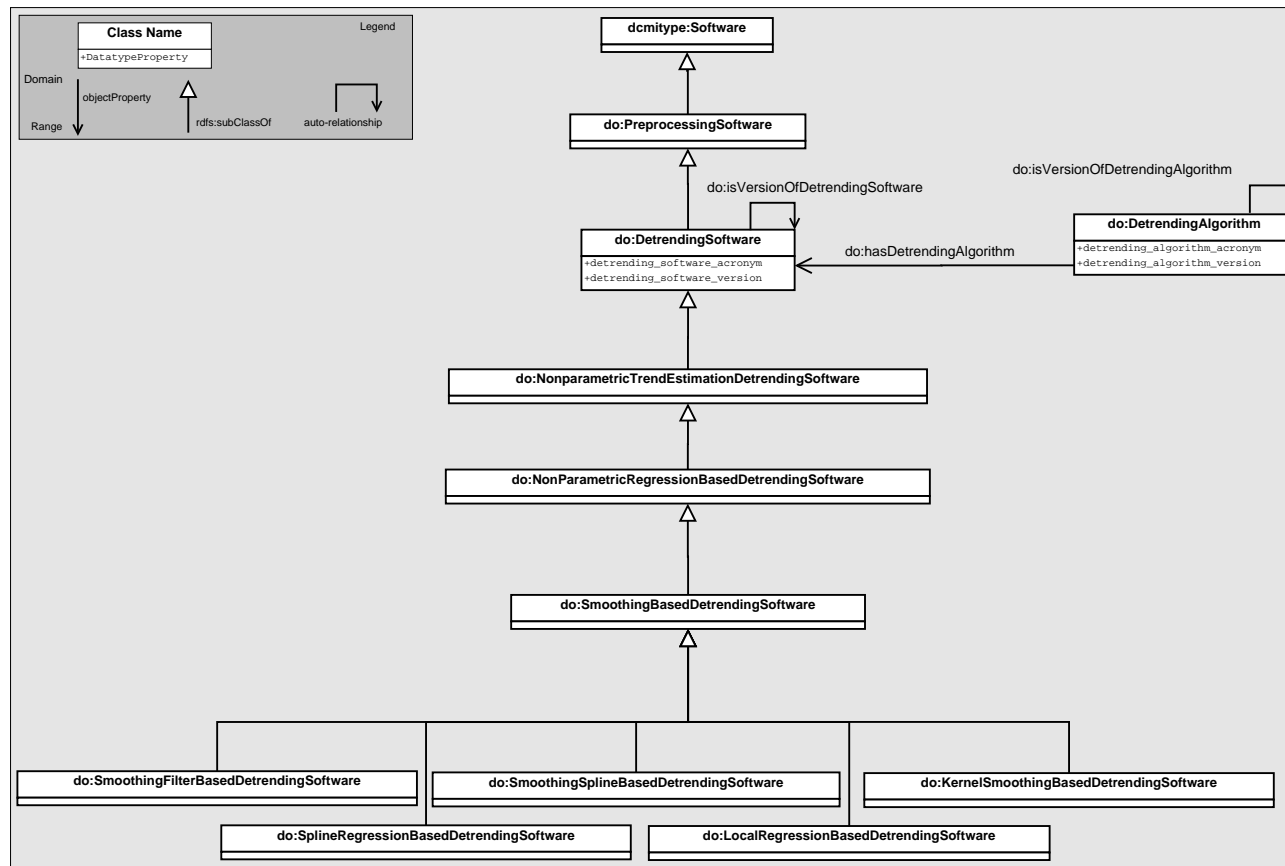 Class Name
Legend
+DatatypeProperty
Domain
objectProperty
Range
rdfs:subClassOf
auto-relationship
dcmitype:Software
do:PreprocessingSoftware
do:isVersionOfDetrendingSoftware
do:isVersionOfDetrendingAlgorithm
do:DetrendingSoftware
+detrending_software_acronym
+detrending_software_version
do:hasDetrendingAlgorithm
do:DetrendingAlgorithm
+detrending_algorithm_acronym
+detrending_algorithm_version
do:NonparametricTrendEstimationDetrendingSoftware
do:NonParametricRegressionBasedDetrendingSoftware
do:SmoothingBasedDetrendingSoftware
do:SmoothingFilterBasedDetrendingSoftware
do:SmoothingSplineBasedDetrendingSoftware
do:KernelSmoothingBasedDetrendingSoftware
do:SplineRegressionBasedDetrendingSoftware
do:LocalRegressionBasedDetrendingSoftware